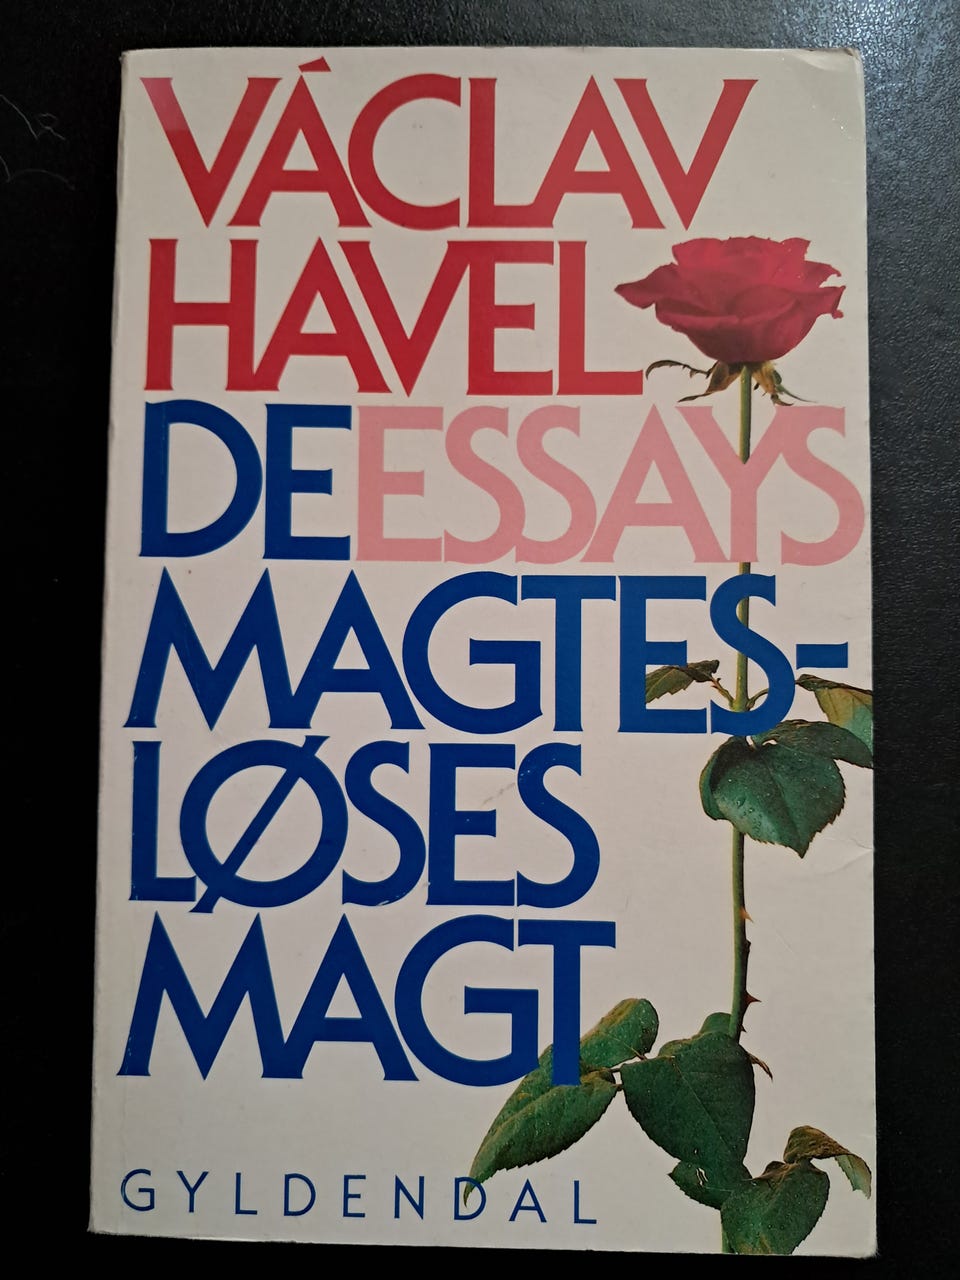 VÁCLAV
HAVEL
DE ESSAYS
MAGTES-
LØSES
MAGT
GYLDENDAL